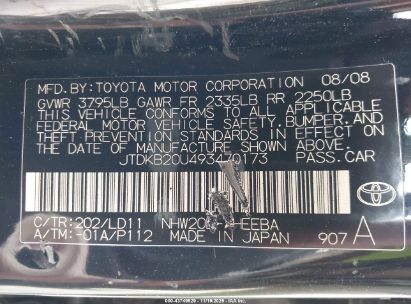 MFD.BY:TOYOTA MOTOR CORPORATION 08/08
GVWR 3795LB GAWR FR 2335LB RR 2250LB
THIS VEHICLE CONFORMS TO ALL APPLICABLE
FEDERAL MOTOR VEHICLE SAFETY, BUMPER, AND
THEFT PREVENTION STANDARDS IN EFFECT ON
THE DATE OF MANUFACTURE SHOWN ABOVE.
JTDKB20U493470173 PASS.CAR
C/TR:202/LD11 HEEBA
A/TM:-01A/P112 MADE IN JAPAN 907 A
TOYOTA